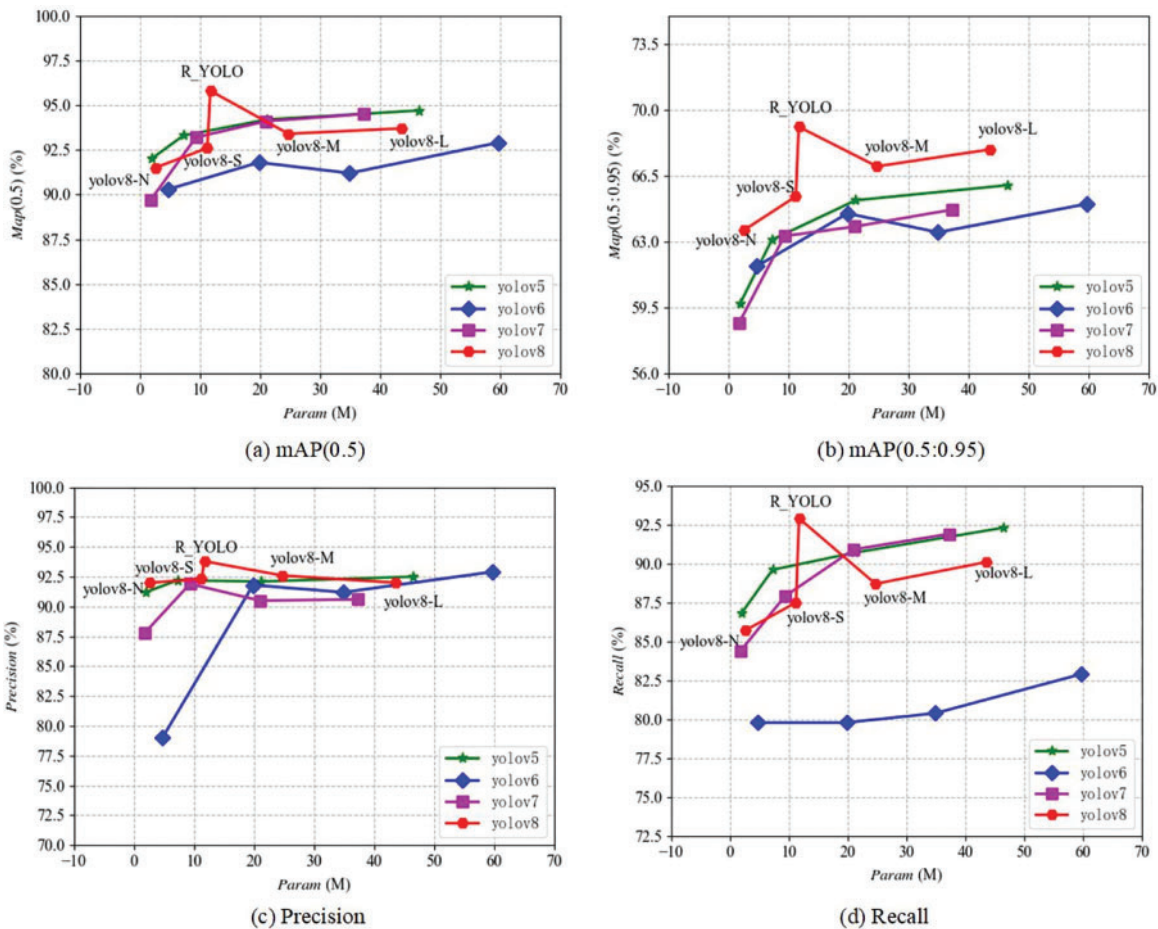 100.0
97.5
95.0
92.5
90.0
87.5
85.0
82.5
80.0
Map(0.5) (%)
R_YOLO
yolov8-N
yolov8-S
yolov8-M
yolov8-L
yolov5
yolov6
yolov7
yolov8
−10 0 10 20 30 40 50 60 70
Param (M)
(a) mAP(0.5)
73.5
70.0
66.5
63.0
59.5
56.0
Map(0.5:0.95) (%)
R_YOLO
yolov8-L
yolov8-M
yolov8-S
yolov8-N
yolov5
yolov6
yolov7
yolov8
−10 0 10 20 30 40 50 60 70
Param (M)
(b) mAP(0.5:0.95)
100.0
97.5
95.0
92.5
90.0
87.5
85.0
82.5
80.0
77.5
75.0
72.5
70.0
Precision (%)
R_YOLO
yolov8-M
yolov8-S
yolov8-N
yolov8-L
yolov5
yolov6
yolov7
yolov8
−10 0 10 20 30 40 50 60 70
Param (M)
(c) Precision
95.0
92.5
90.0
87.5
85.0
82.5
80.0
77.5
75.0
72.5
Recall (%)
R_YOLO
yolov8-L
yolov8-M
yolov8-S
yolov8-N
yolov5
yolov6
yolov7
yolov8
−10 0 10 20 30 40 50 60 70
Param (M)
(d) Recall